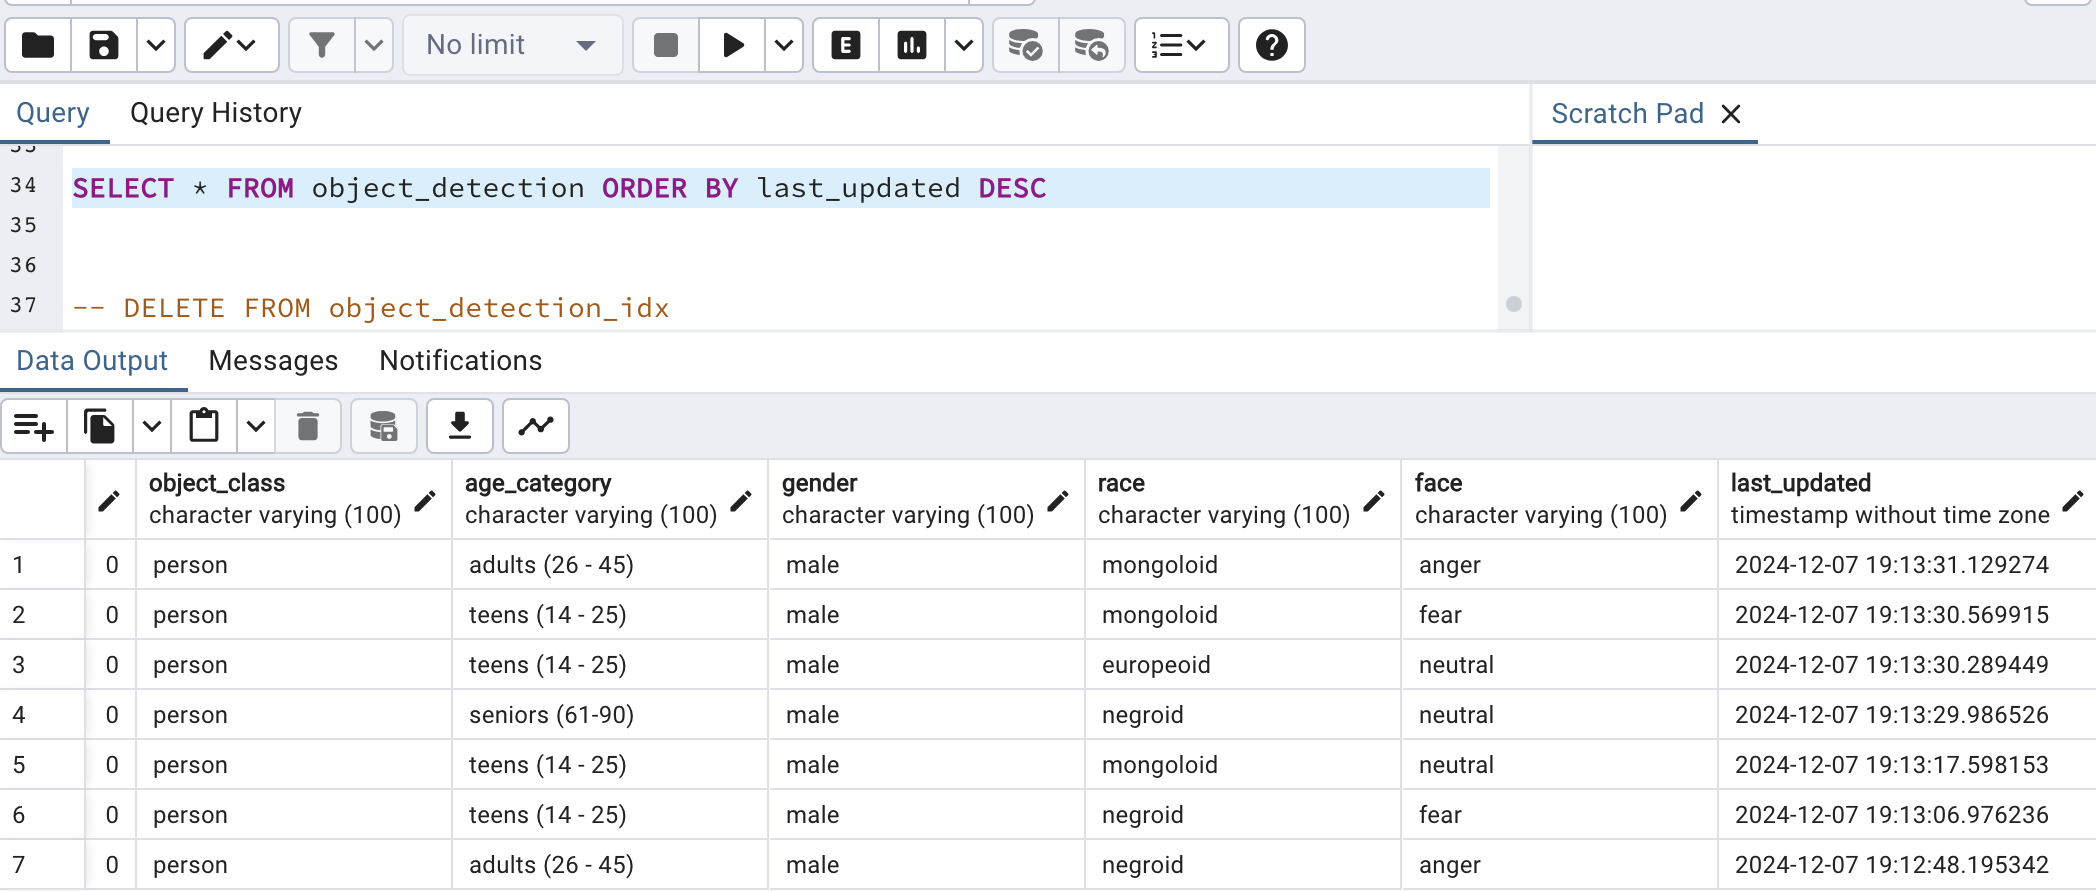 No limit
E
Query Query History Scratch Pad
34 SELECT * FROM object_detection ORDER BY last_updated DESC
35
36
37 -- DELETE FROM object_detection_idx
Data Output Messages Notifications
object_class age_category gender race face last_updated
character varying (100) character varying (100) character varying (100) character varying (100) character varying (100) timestamp without time zone
1 0 person adults (26 - 45) male mongoloid anger 2024-12-07 19:13:31.129274
2 0 person teens (14 - 25) male mongoloid fear 2024-12-07 19:13:30.569915
3 0 person teens (14 - 25) male europeoid neutral 2024-12-07 19:13:30.289449
4 0 person seniors (61-90) male negroid neutral 2024-12-07 19:13:29.986526
5 0 person teens (14 - 25) male mongoloid neutral 2024-12-07 19:13:17.598153
6 0 person teens (14 - 25) male negroid fear 2024-12-07 19:13:06.976236
7 0 person adults (26 - 45) male negroid anger 2024-12-07 19:12:48.195342